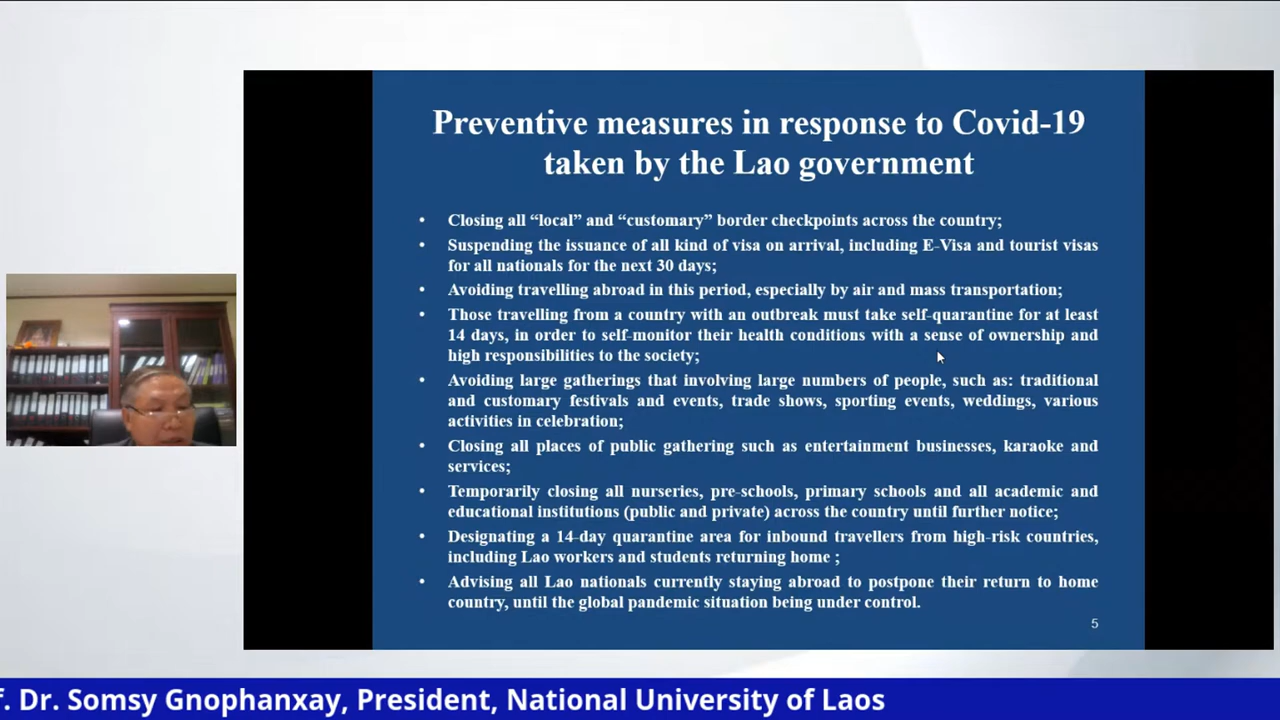 Preventive measures in response to Covid-19
taken by the Lao government
• Closing all “local” and “customary” border checkpoints across the country;
• Suspending the issuance of all kind of visa on arrival, including E-Visa and tourist visas
for all nationals for the next 30 days;
• Avoiding travelling abroad in this period, especially by air and mass transportation;
• Those travelling from a country with an outbreak must take self-quarantine for at least
14 days, in order to self-monitor their health conditions with a sense of ownership and
high responsibilities to the society;
• Avoiding large gatherings that involving large numbers of people, such as: traditional
and customary festivals and events, trade shows, sporting events, weddings, various
activities in celebration;
• Closing all places of public gathering such as entertainment businesses, karaoke and
services;
• Temporarily closing all nurseries, pre-schools, primary schools and all academic and
educational institutions (public and private) across the country until further notice;
• Designating a 14-day quarantine area for inbound travellers from high-risk countries,
including Lao workers and students returning home ;
• Advising all Lao nationals currently staying abroad to postpone their return to home
country, until the global pandemic situation being under control.
5
f. Dr. Somsy Gnophanxay, President, National University of Laos